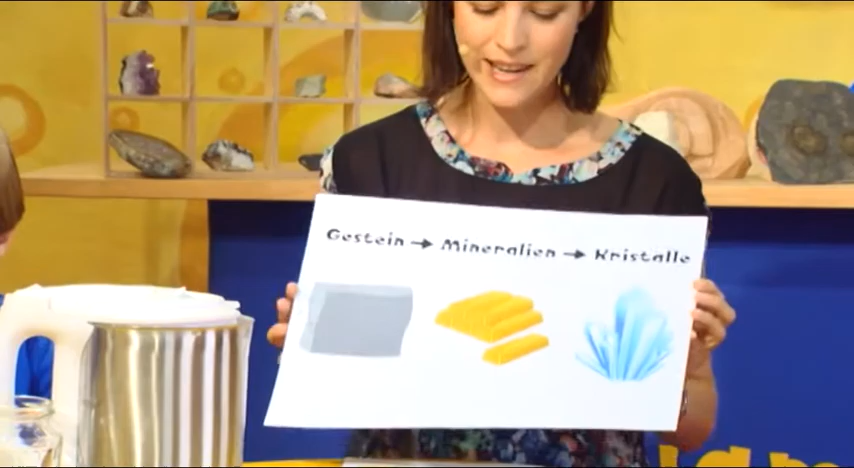 Gestein → Mineralien → Kristalle